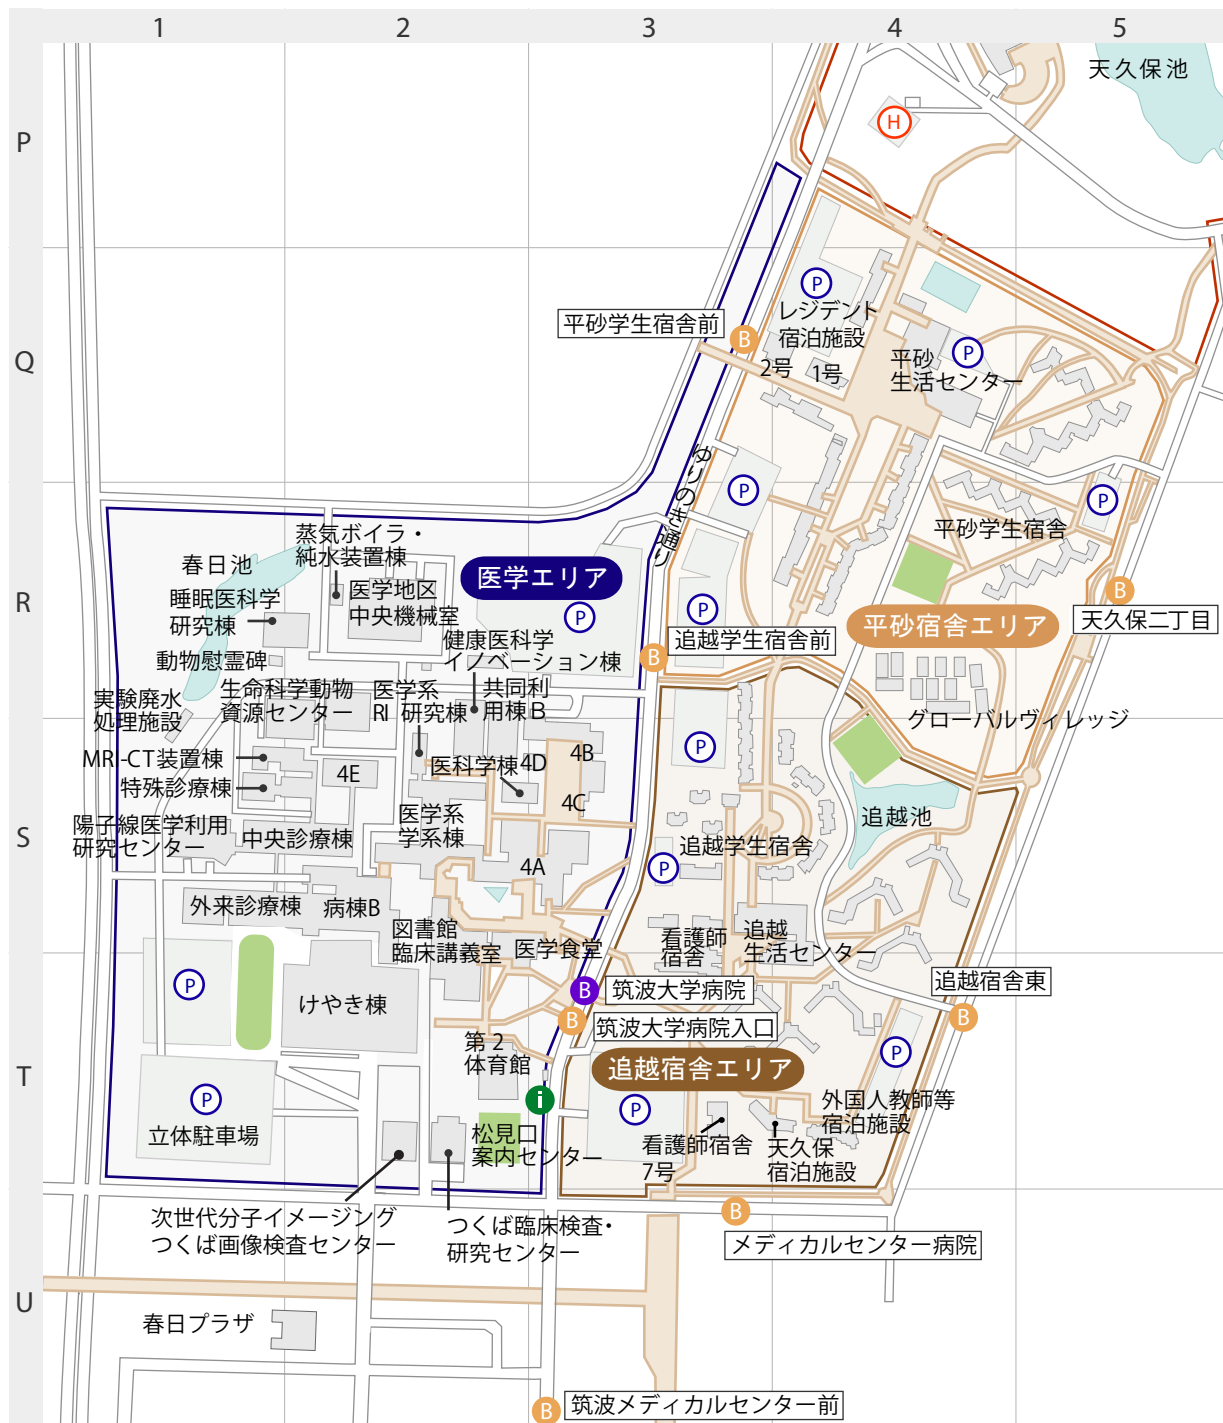 1
2
3
4
5
P
Q
R
S
T
U
天久保池
H
P
レジデント
宿泊施設
平砂学生宿舎前
B
2号
1号
P
平砂
生活センター
ゆりのき通り
P
P
平砂学生宿舎
蒸気ボイラ・
純水装置棟
春日池
医学エリア
医学地区
中央機械室
睡眠医科学
研究棟
P
P
B
天久保二丁目
平砂宿舎エリア
健康医科学
イノベーション棟
追越学生宿舎前
B
動物慰霊碑
実験廃水
処理施設
生命科学動物
資源センター
医学系
RI 研究棟
共同利
用棟B
グローバルヴィレッジ
MRI-CT装置棟
4E
医科学棟
4D
4B
P
特殊診療棟
4C
陽子線医学利用
研究センター
中央診療棟
医学系
学系棟
追越池
追越学生宿舎
4A
P
外来診療棟
病棟B
図書館
臨床講義室
医学食堂
看護師
宿舎
追越
生活センター
P
けやき棟
B
筑波大学病院
追越宿舎東
B
B
筑波大学病院入口
第2
体育館
追越宿舎エリア
P
P
立体駐車場
i
P
外国人教師等
宿泊施設
松見口
案内センター
看護師宿舎
7号
天久保
宿泊施設
次世代分子イメージング
つくば画像検査センター
つくば臨床検査・
研究センター
B
メディカルセンター病院
春日プラザ
B
筑波メディカルセンター前